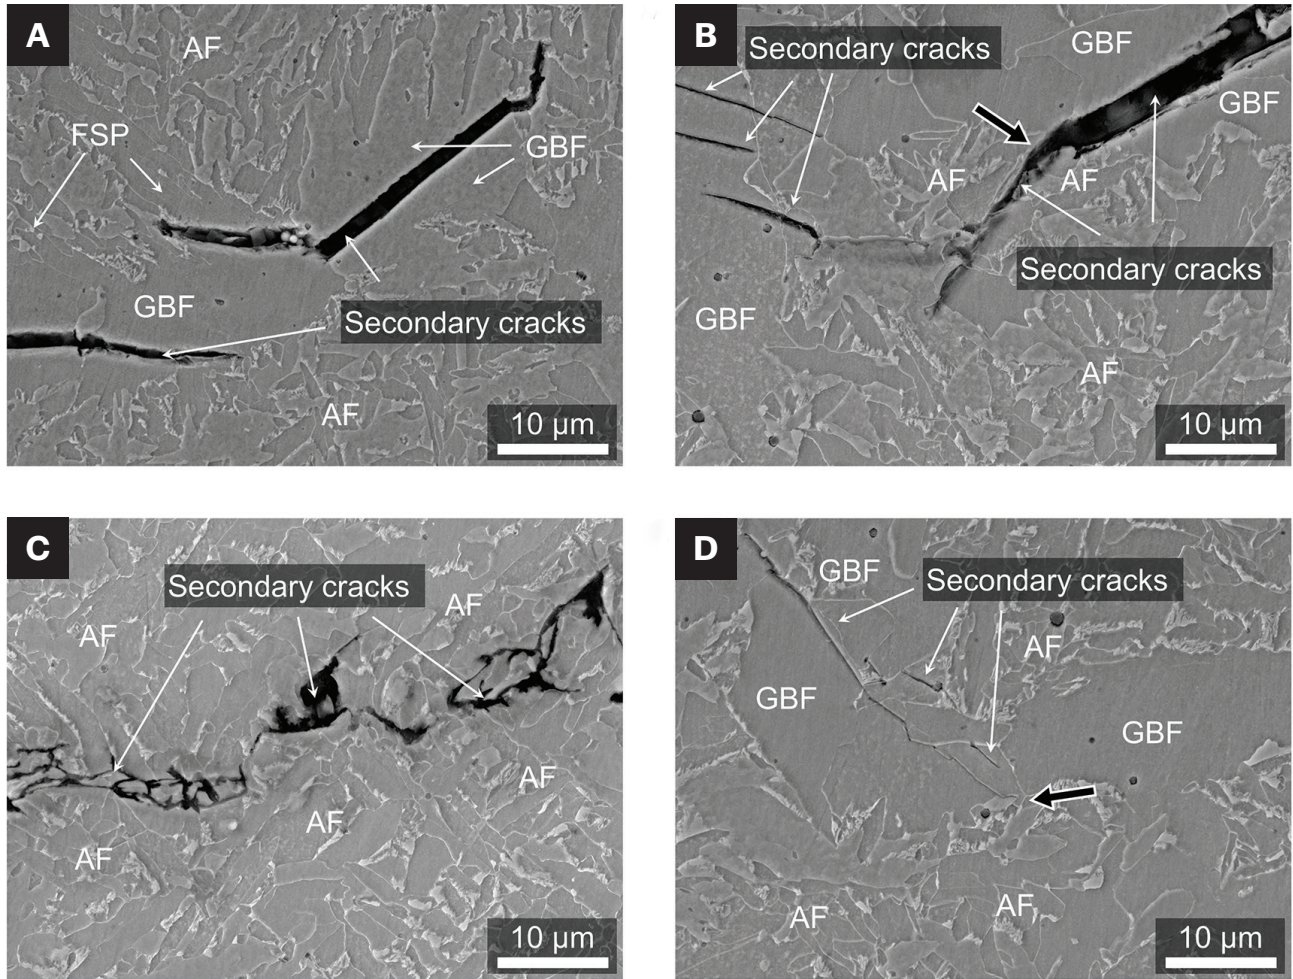 A
AF
FSP
GBF
GBF
Secondary cracks
AF
10 µm
B
Secondary cracks
GBF
GBF
AF
AF
Secondary cracks
GBF
AF
10 µm
C
Secondary cracks
AF
AF
AF
AF
AF
10 µm
D
GBF
Secondary cracks
AF
GBF
GBF
AF
AF
10 µm